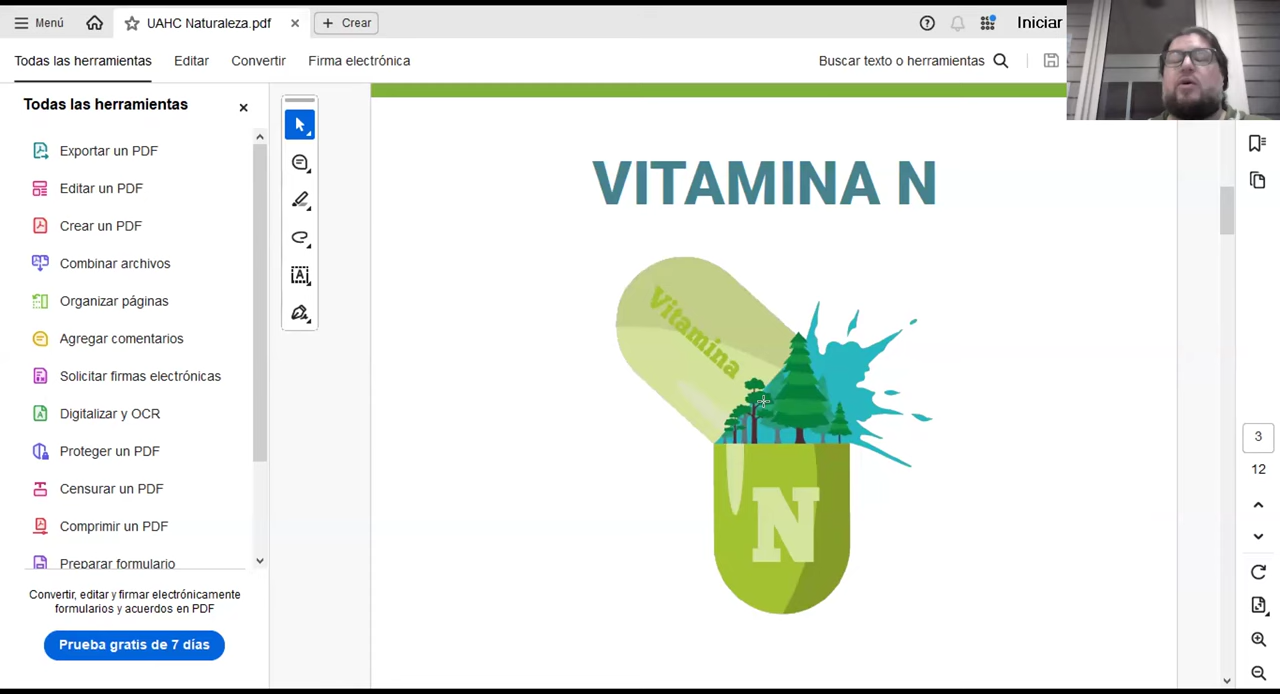 Menú
UAHC Naturaleza.pdf
Crear
Iniciar
Todas las herramientas
Editar
Convertir
Firma electrónica
Buscar texto o herramientas
Todas las herramientas
Exportar un PDF
Editar un PDF
Crear un PDF
Combinar archivos
Organizar páginas
Agregar comentarios
Solicitar firmas electrónicas
Digitalizar y OCR
Proteger un PDF
Censurar un PDF
Comprimir un PDF
Preparar formulario
Convertir, editar y firmar electrónicamente
formularios y acuerdos en PDF
Prueba gratis de 7 días
VITAMINA N
Vitamina
N
3
12